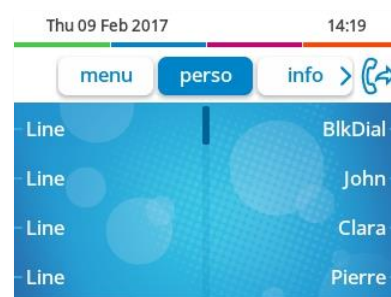 Thu 09 Feb 2017 14:19
menu perso info
Line BlkDial
Line John
Line Clara
Line Pierre